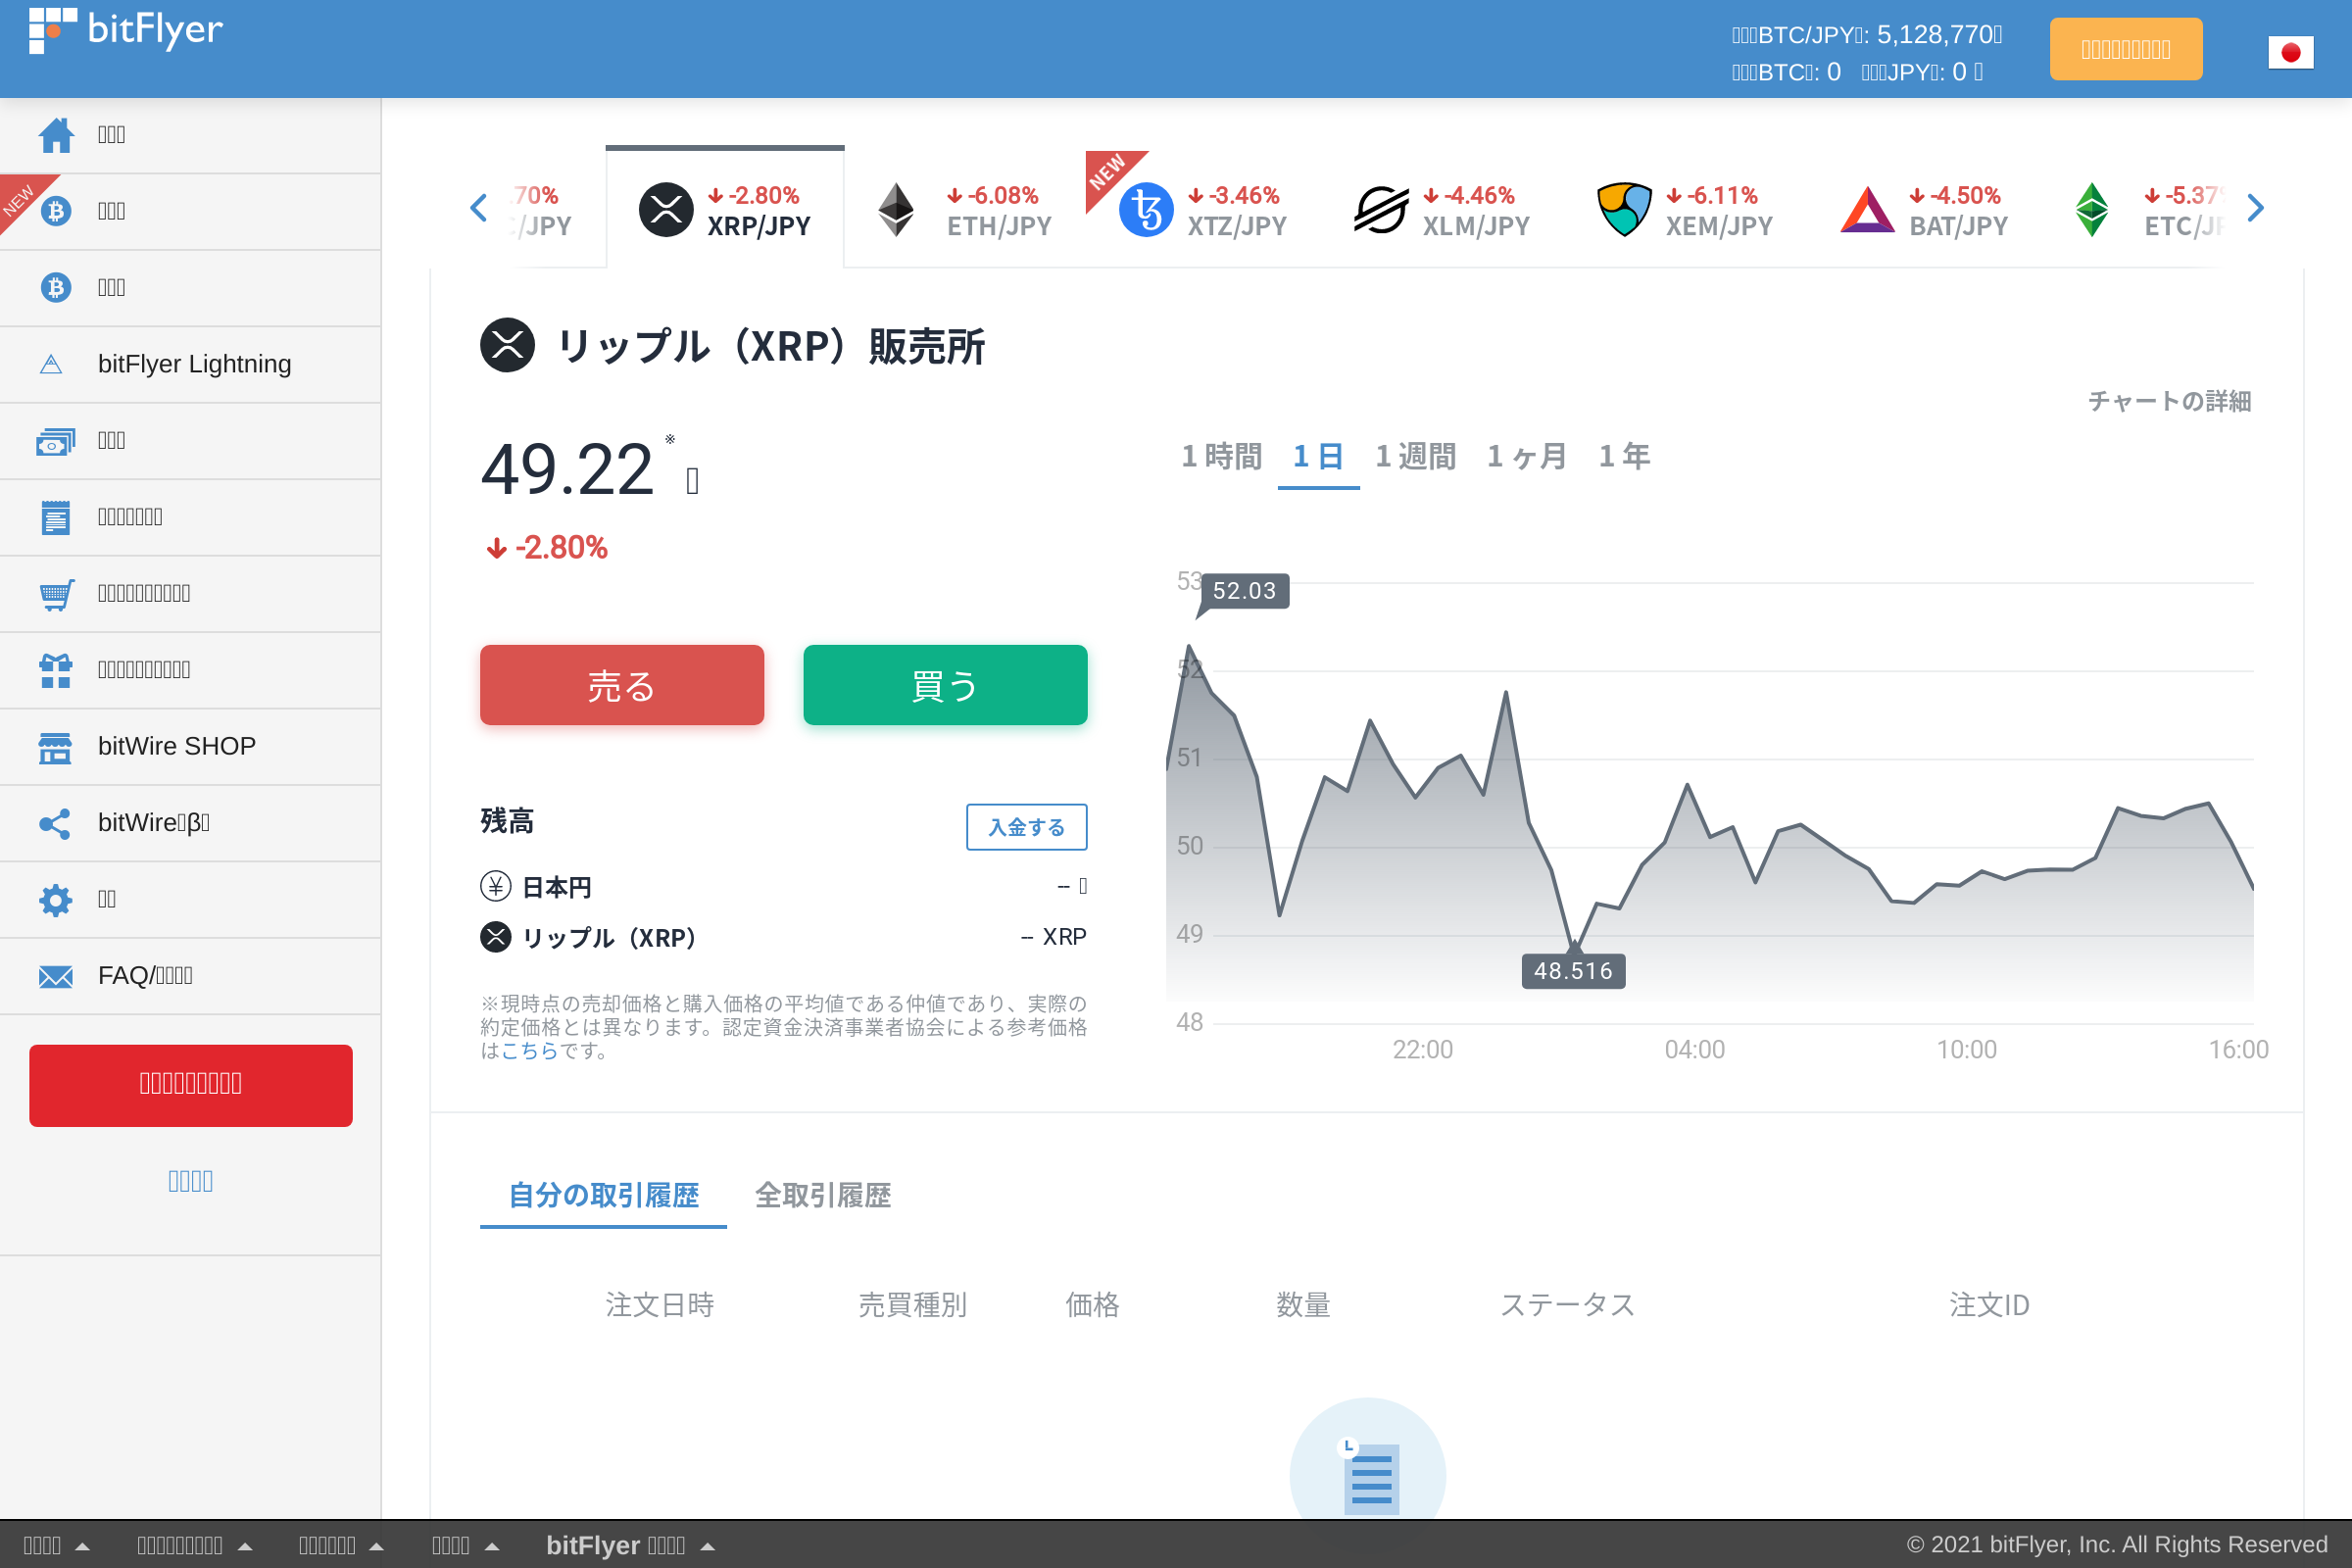 bitFlyer
BTC/JPY: 5,128,770
BTC: 0 JPY: 0
NEW
bitFlyer Lightning
bitWire SHOP
bitWire β
FAQ/
.70%
/JPY
-2.80%
XRP/JPY
-6.08%
ETH/JPY
NEW
-3.46%
XTZ/JPY
-4.46%
XLM/JPY
-6.11%
XEM/JPY
-4.50%
BAT/JPY
-5.37%
ETC/
リップル（XRP）販売所
チャートの詳細
49.22 ※
-2.80%
1 時間 1 日 1 週間 1 ヶ月 1 年
売る 買う
残高 入金する
日本円 --
リップル（XRP） -- XRP
※現時点の売却価格と購入価格の平均値である仲値であり、実際の
約定価格とは異なります。認定資金決済事業者協会による参考価格
はこちらです。
53
52.03
52
51
50
49
48.516
48
22:00 04:00 10:00 16:00
自分の取引履歴 全取引履歴
注文日時 売買種別 価格 数量 ステータス 注文ID
bitFlyer
© 2021 bitFlyer, Inc. All Rights Reserved